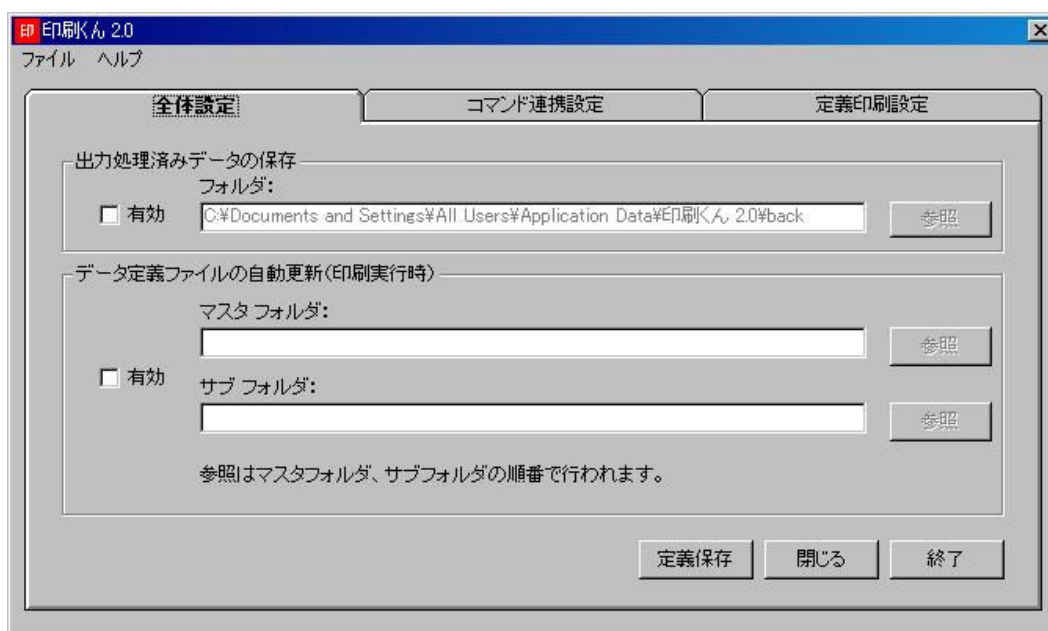 印 印刷くん 2.0
ファイル ヘルプ
全体設定 コマンド連携設定 定義印刷設定
出力処理済みデータの保存
フォルダ:
有効 C:¥Documents and Settings¥All Users¥Application Data¥印刷くん 2.0¥back 参照
データ定義ファイルの自動更新(印刷実行時)
マスタ フォルダ:
参照
有効
サブ フォルダ:
参照
参照はマスタフォルダ、サブフォルダの順番で行われます。
定義保存 閉じる 終了